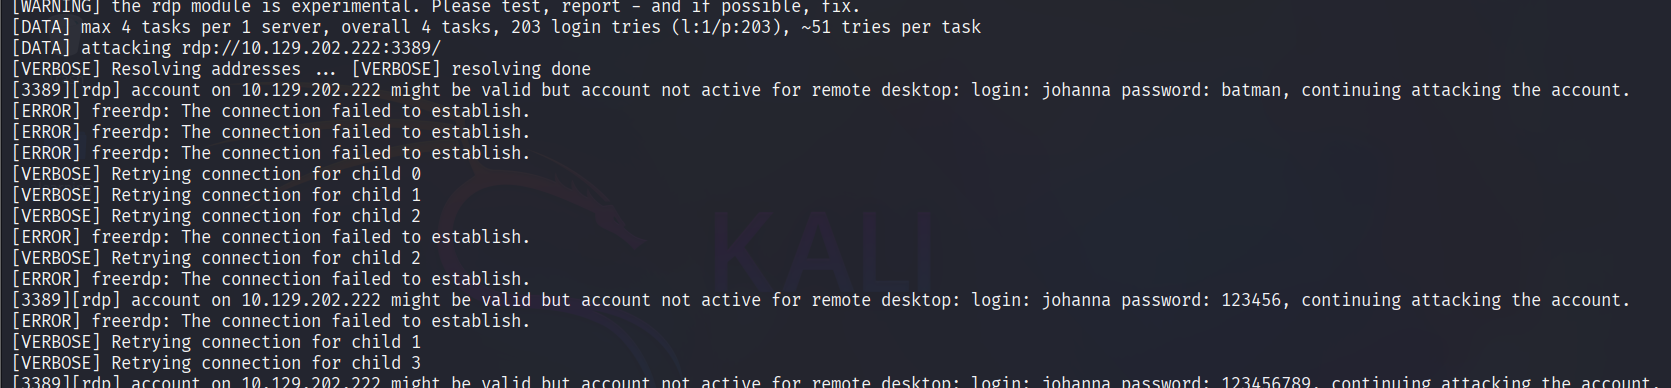 [WARNING] the rdp module is experimental. Please test, report - and if possible, fix.
[DATA] max 4 tasks per 1 server, overall 4 tasks, 203 login tries (l:1/p:203), ~51 tries per task
[DATA] attacking rdp://10.129.202.222:3389/
[VERBOSE] Resolving addresses ... [VERBOSE] resolving done
[3389][rdp] account on 10.129.202.222 might be valid but account not active for remote desktop: login: johanna password: batman, continuing attacking the account.
[ERROR] freerdp: The connection failed to establish.
[ERROR] freerdp: The connection failed to establish.
[ERROR] freerdp: The connection failed to establish.
[VERBOSE] Retrying connection for child 0
[VERBOSE] Retrying connection for child 1
[VERBOSE] Retrying connection for child 2
[ERROR] freerdp: The connection failed to establish.
[VERBOSE] Retrying connection for child 2
[ERROR] freerdp: The connection failed to establish.
[3389][rdp] account on 10.129.202.222 might be valid but account not active for remote desktop: login: johanna password: 123456, continuing attacking the account.
[ERROR] freerdp: The connection failed to establish.
[VERBOSE] Retrying connection for child 1
[VERBOSE] Retrying connection for child 3
[3389][rdp] account on 10.129.202.222 might be valid but account not active for remote desktop: login: johanna password: 123456789, continuing attacking the account.
KALI